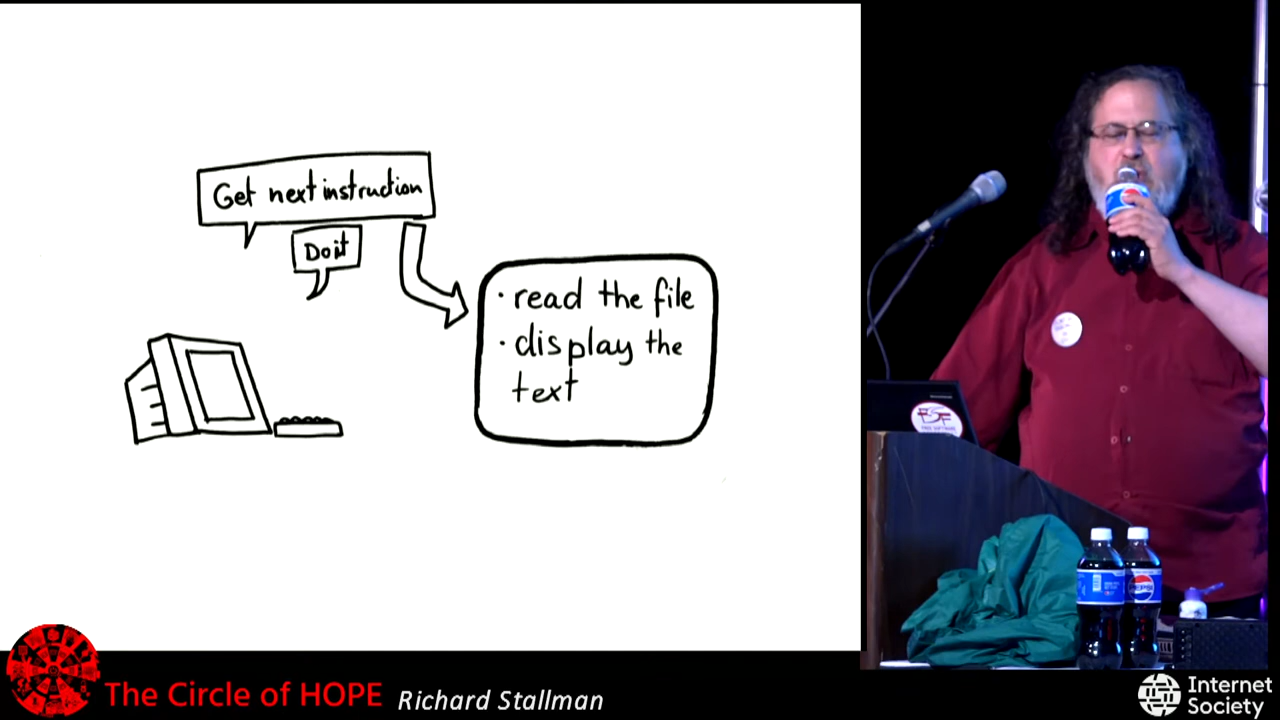 Get next instruction
Do it
· read the file
· display the
text
FSF
The Circle of HOPE
Richard Stallman
Internet
Society